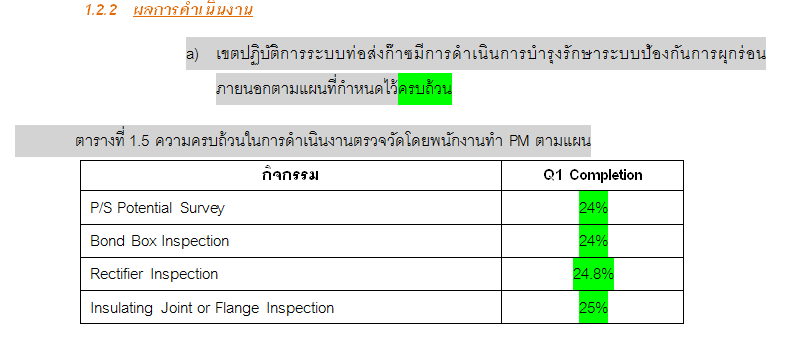 1.2.2 ผลการดำเนินงาน
a) เขตปฏิบัติการระบบท่อส่งก๊าซมีการดำเนินการบำรุงรักษาระบบป้องกันการผุกร่อน
ภายนอกตามแผนที่กำหนดไว้ครบถ้วน
ตารางที่ 1.5 ความครบถ้วนในการดำเนินงานตรวจวัดโดยพนักงานทำ PM ตามแผน
กิจกรรม Q1 Completion
P/S Potential Survey 24%
Bond Box Inspection 24%
Rectifier Inspection 24.8%
Insulating Joint or Flange Inspection 25%